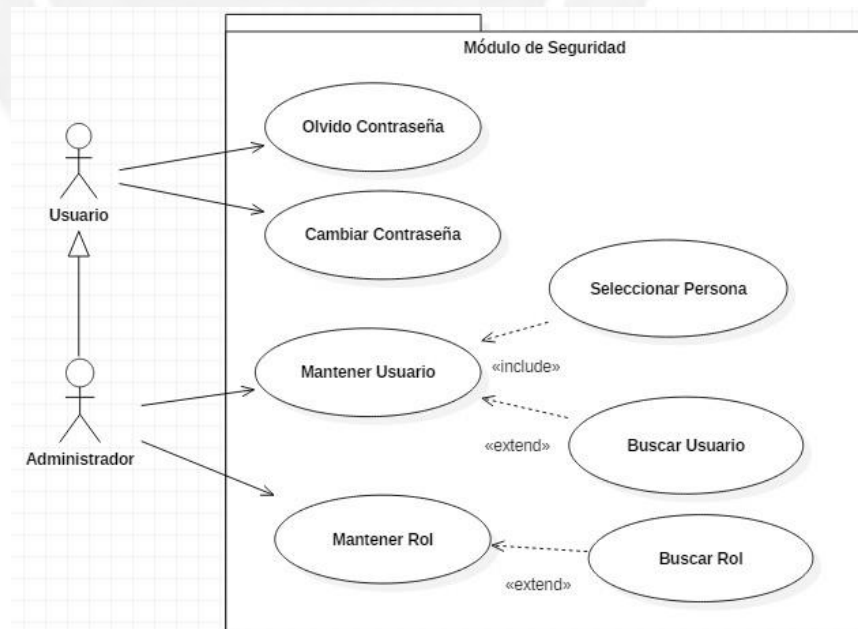 Módulo de Seguridad
Olvido Contraseña
Usuario
Cambiar Contraseña
Seleccionar Persona
Mantener Usuario
«include»
Buscar Usuario
«extend»
Administrador
Mantener Rol
Buscar Rol
«extend»